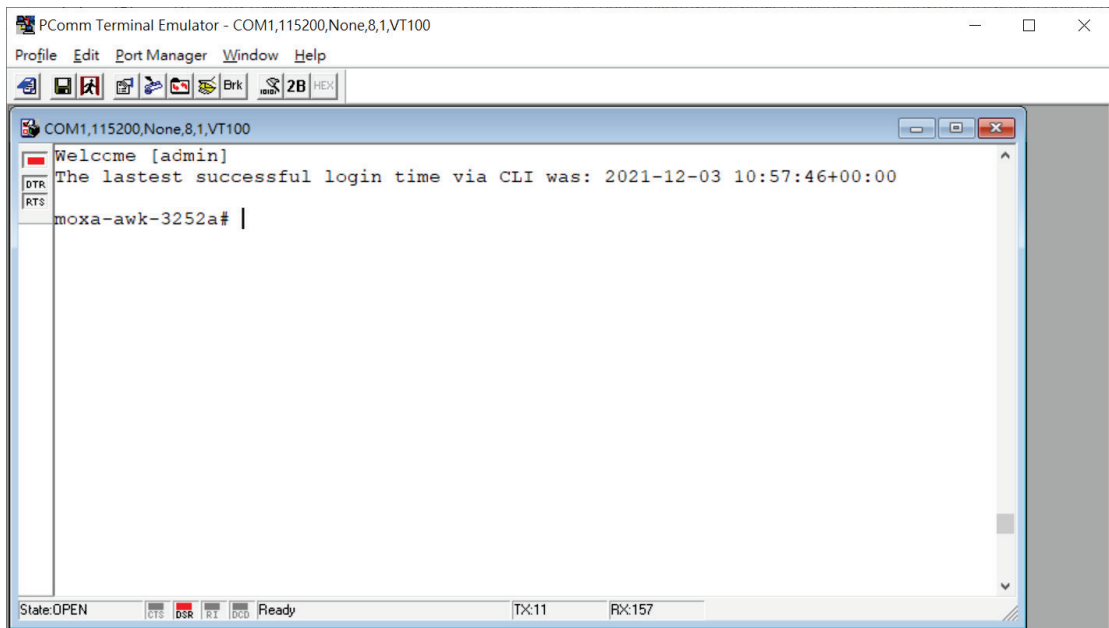 PComm Terminal Emulator - COM1,115200,None,8,1,VT100
Profile Edit Port Manager Window Help
Brk 2B HEX
COM1,115200,None,8,1,VT100
Welccme [admin]
DTR The lastest successful login time via CLI was: 2021-12-03 10:57:46+00:00
RTS
moxa-awk-3252a#
State:OPEN CTS DSR RI DCD Ready TX:11 RX:157